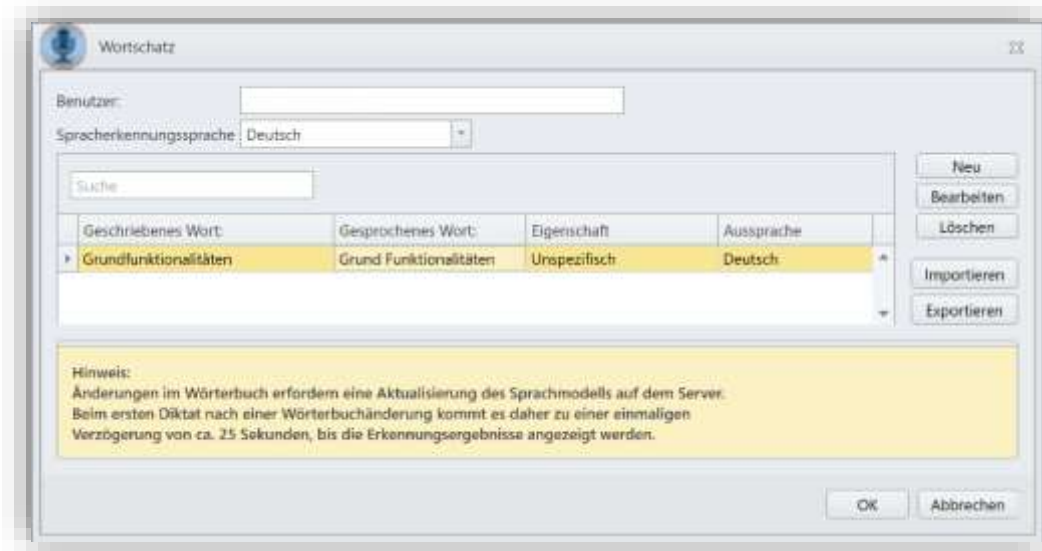 Wortschatz
Benutzer:
Spracherkennungssprache Deutsch
Suche
Neu
Bearbeiten
Löschen
Geschriebenes Wort: Gesprochenes Wort: Eigenschaft Aussprache
Grundfunktionalitäten Grund Funktionalitäten Unspezifisch Deutsch
Importieren
Exportieren
Hinweis:
Änderungen im Wörterbuch erfordern eine Aktualisierung des Sprachmodells auf dem Server.
Beim ersten Diktat nach einer Wörterbuchänderung kommt es daher zu einer einmaligen
Verzögerung von ca. 25 Sekunden, bis die Erkennungsergebnisse angezeigt werden.
OK Abbrechen